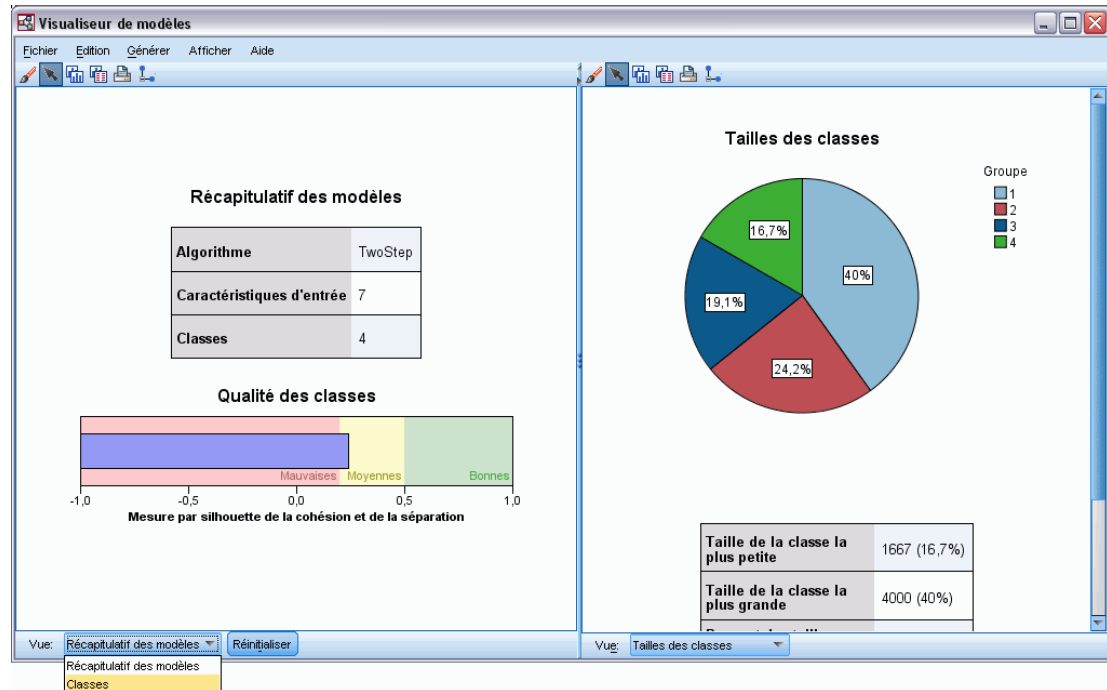 Visualiseur de modèles
Fichier Edition Générer Afficher Aide
Récapitulatif des modèles
Algorithme TwoStep
Caractéristiques d'entrée 7
Classes 4
Qualité des classes
Mauvaises Moyennes Bonnes
-1,0 -0,5 0,0 0,5 1,0
Mesure par silhouette de la cohésion et de la séparation
Vue: Récapitulatif des modèles Réinitialiser
Récapitulatif des modèles
Classes
Tailles des classes
Groupe
1
2
3
4
16,7%
40%
19,1%
24,2%
Taille de la classe la
plus petite
1667 (16,7%)
Taille de la classe la
plus grande
4000 (40%)
Vue: Tailles des classes